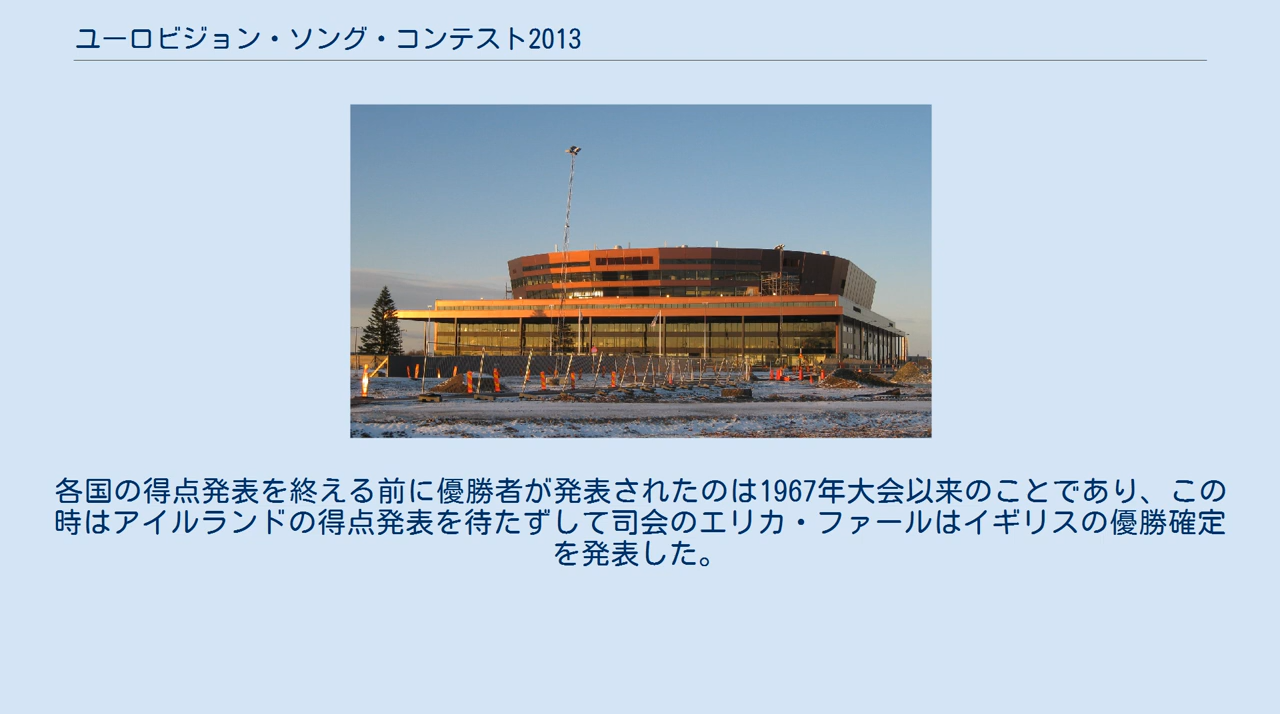 ユーロビジョン・ソング・コンテスト2013
各国の得点発表を終える前に優勝者が発表されたのは1967年大会以来のことであり、この
時はアイルランドの得点発表を待たずして司会のエリカ・ファールはイギリスの優勝確定
を発表した。